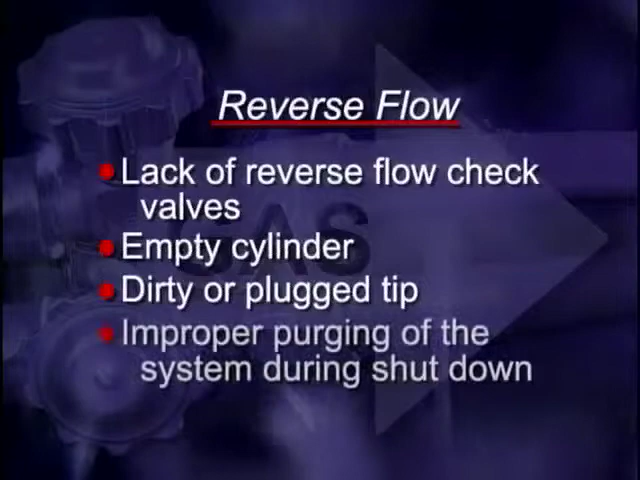 Reverse Flow
Lack of reverse flow check
valves
Empty cylinder
Dirty or plugged tip
Improper purging of the
system during shut down
GAS